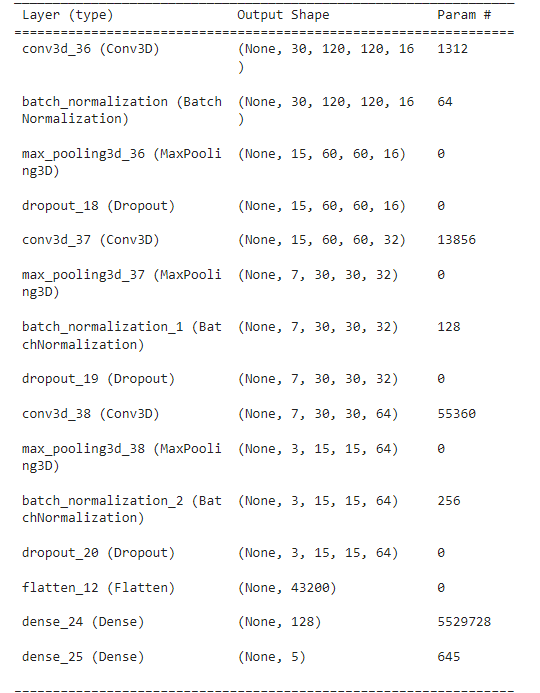 Layer (type) Output Shape Param #
=================================================================
conv3d_36 (Conv3D) (None, 30, 120, 120, 16 1312
)
batch_normalization (Batch (None, 30, 120, 120, 16 64
Normalization) )
max_pooling3d_36 (MaxPooli (None, 15, 60, 60, 16) 0
ng3D)
dropout_18 (Dropout) (None, 15, 60, 60, 16) 0
conv3d_37 (Conv3D) (None, 15, 60, 60, 32) 13856
max_pooling3d_37 (MaxPooli (None, 7, 30, 30, 32) 0
ng3D)
batch_normalization_1 (Bat (None, 7, 30, 30, 32) 128
chNormalization)
dropout_19 (Dropout) (None, 7, 30, 30, 32) 0
conv3d_38 (Conv3D) (None, 7, 30, 30, 64) 55360
max_pooling3d_38 (MaxPooli (None, 3, 15, 15, 64) 0
ng3D)
batch_normalization_2 (Bat (None, 3, 15, 15, 64) 256
chNormalization)
dropout_20 (Dropout) (None, 3, 15, 15, 64) 0
flatten_12 (Flatten) (None, 43200) 0
dense_24 (Dense) (None, 128) 5529728
dense_25 (Dense) (None, 5) 645